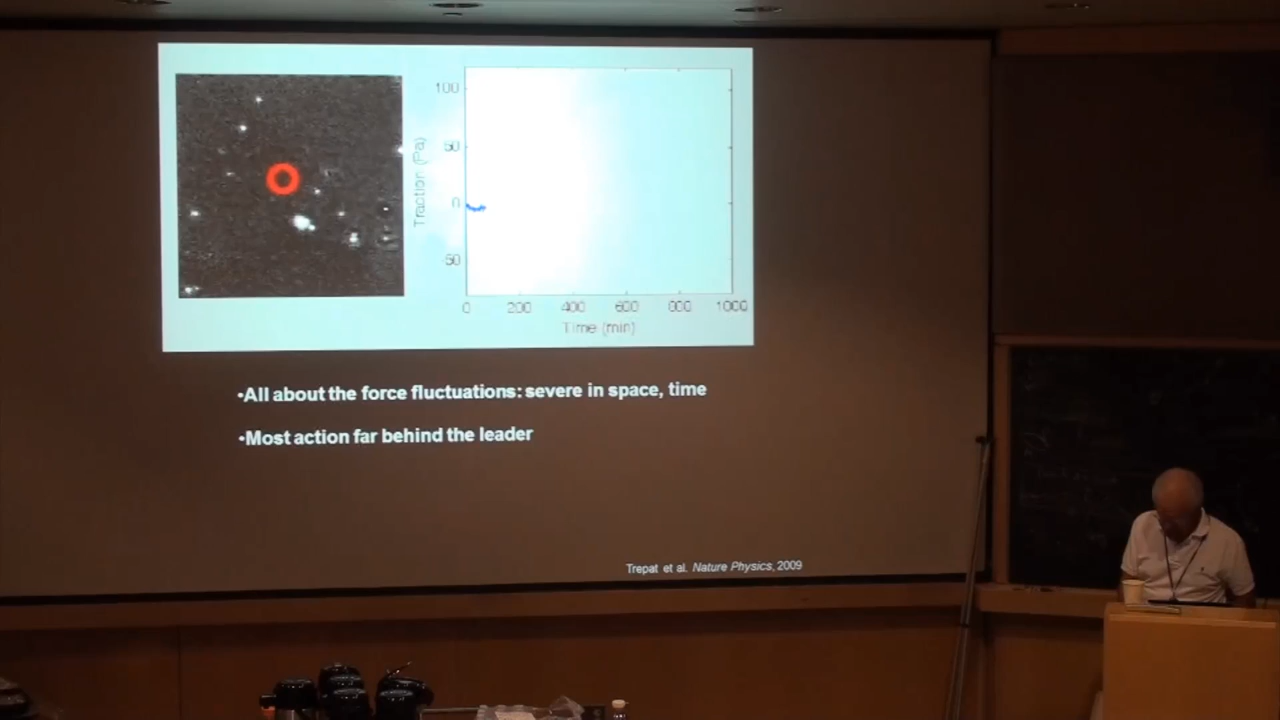 100
50
0
-50
Traction (Pa)
0 200 400 600 800 1000
Time (min)
•All about the force fluctuations: severe in space, time
•Most action far behind the leader
Trepat et al. Nature Physics, 2009